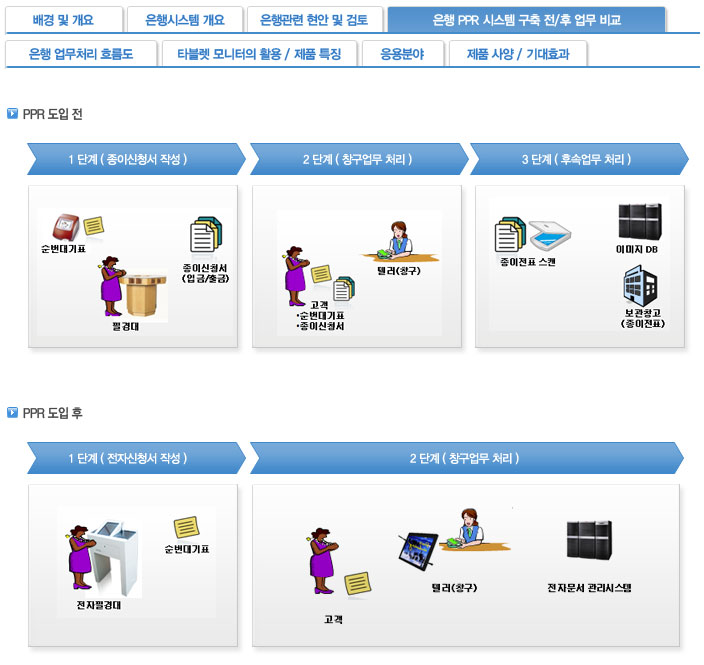 배경 및 개요
은행시스템 개요
은행관련 현안 및 검토
은행 PPR 시스템 구축 전/후 업무 비교
은행 업무처리 흐름도
타블렛 모니터의 활용 / 제품 특징
응용분야
제품 사양 / 기대효과
PPR 도입 전
1 단계 ( 종이신청서 작성 )
2 단계 ( 창구업무 처리 )
3 단계 ( 후속업무 처리 )
순번대기표
종이신청서
(입금/출금)
필경대
텔러(창구)
고객
•순번대기표
•종이신청서
종이전표 스캔
이미지 DB
보관창고
(종이전표)
PPR 도입 후
1 단계 ( 전자신청서 작성 )
2 단계 ( 창구업무 처리 )
순번대기표
전자필경대
텔러(창구)
고객
전자문서 관리시스템